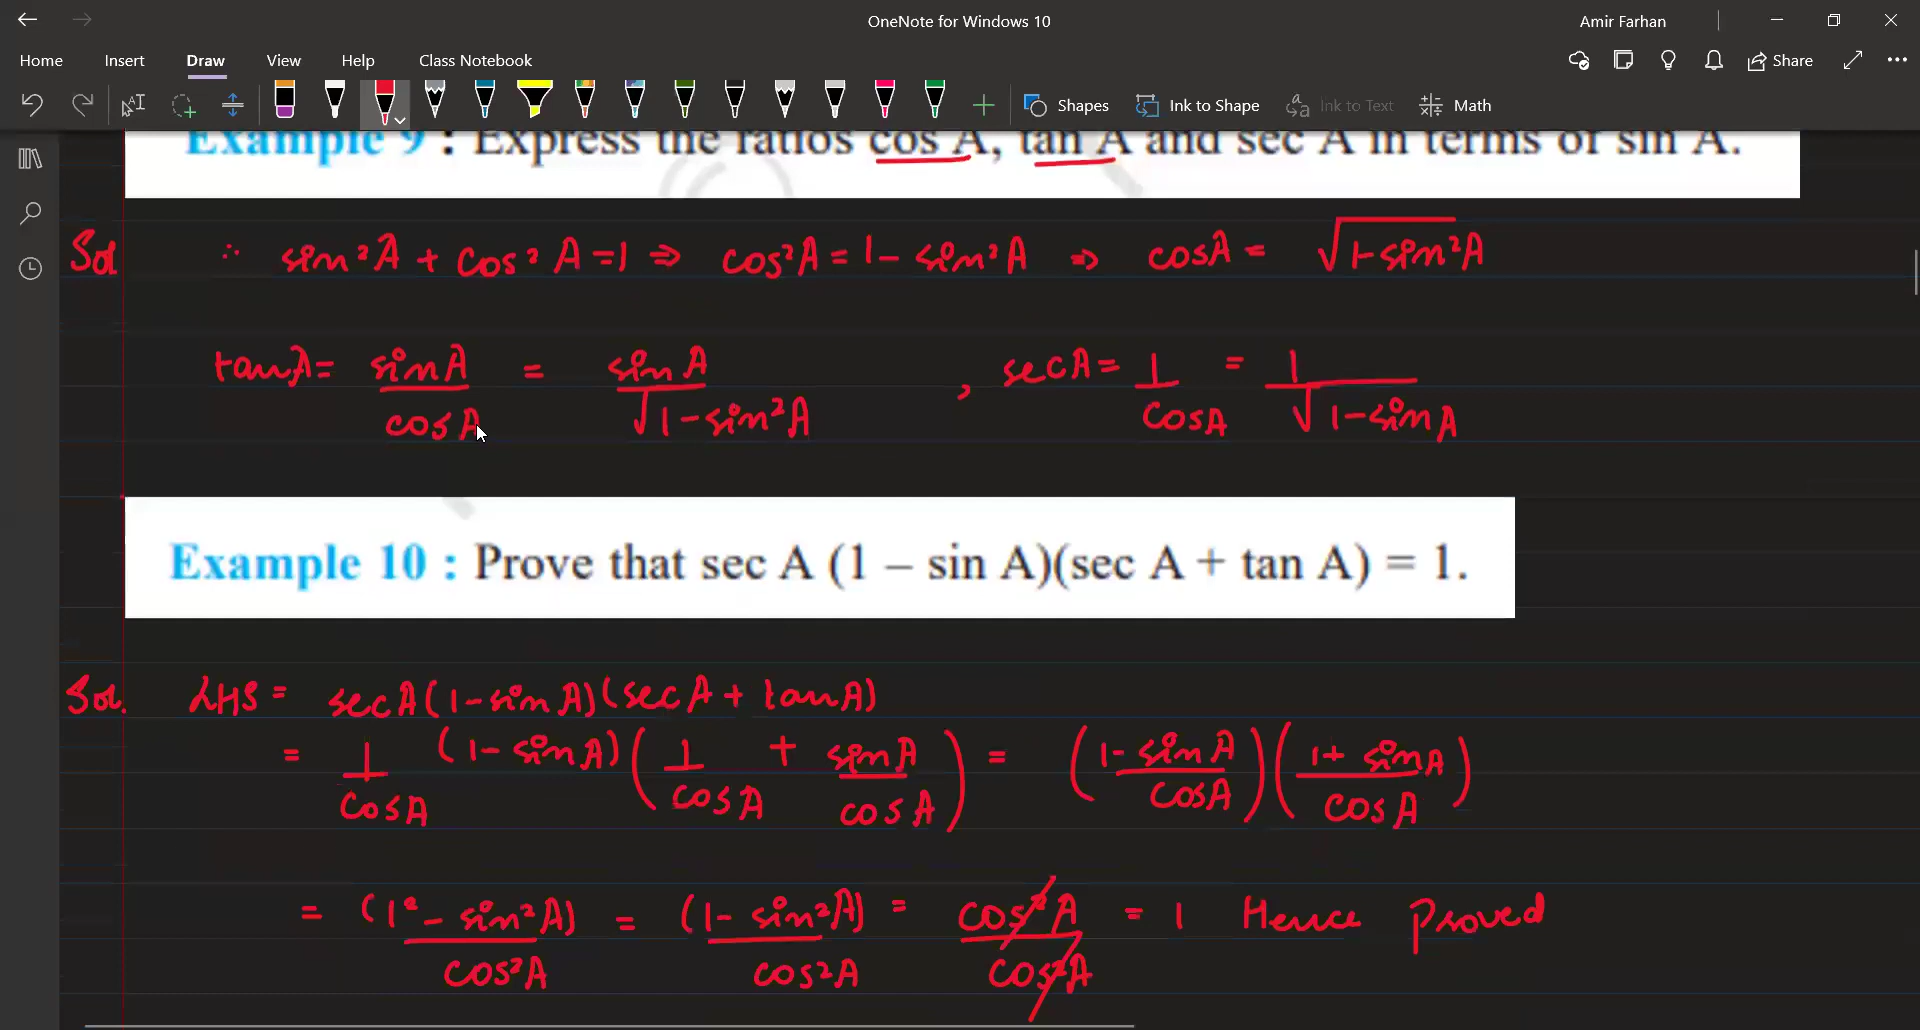 OneNote for Windows 10 Amir Farhan
Home Insert Draw View Help Class Notebook Share
Shapes Ink to Shape Ink to Text Math
Example 9 : Express the ratios cos A, tan A and sec A in terms of sin A.
Sol ∵ sin²A + cos²A = 1 ⇒ cos²A = 1 - sin²A ⇒ cosA = √(1-sin²A)
tanA = sinA/cosA = sinA/√(1-sin²A) , secA = 1/cosA = 1/√(1-sinA)
Example 10 : Prove that sec A (1 – sin A)(sec A + tan A) = 1.
Sol. LHS = secA(1-sinA)(secA + tanA)
= 1/cosA (1-sinA)(1/cosA + sinA/cosA) = (1-sinA/cosA)(1+sinA/cosA)
= (1²-sin²A)/cos²A = (1-sin²A)/cos²A = cos²A/cos²A = 1 Hence Proved